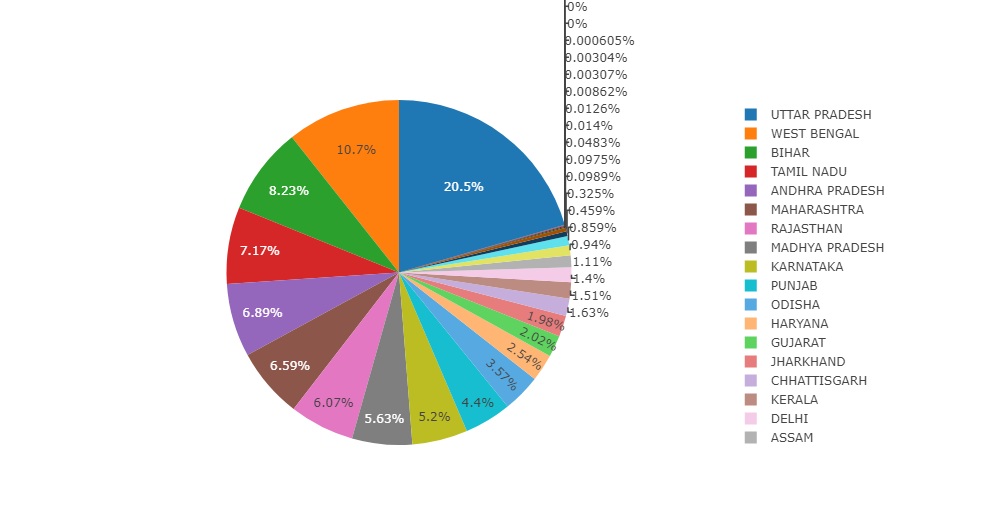 0%
0%
0.000605%
0.00304%
0.00307%
0.00862%
0.0126%
0.014%
0.0483%
0.0975%
0.0989%
0.325%
0.459%
0.859%
0.94%
1.11%
1.4%
1.51%
1.63%
1.98%
2.02%
2.54%
3.57%
4.4%
5.2%
5.63%
6.07%
6.59%
6.89%
7.17%
8.23%
10.7%
20.5%
UTTAR PRADESH
WEST BENGAL
BIHAR
TAMIL NADU
ANDHRA PRADESH
MAHARASHTRA
RAJASTHAN
MADHYA PRADESH
KARNATAKA
PUNJAB
ODISHA
HARYANA
GUJARAT
JHARKHAND
CHHATTISGARH
KERALA
DELHI
ASSAM